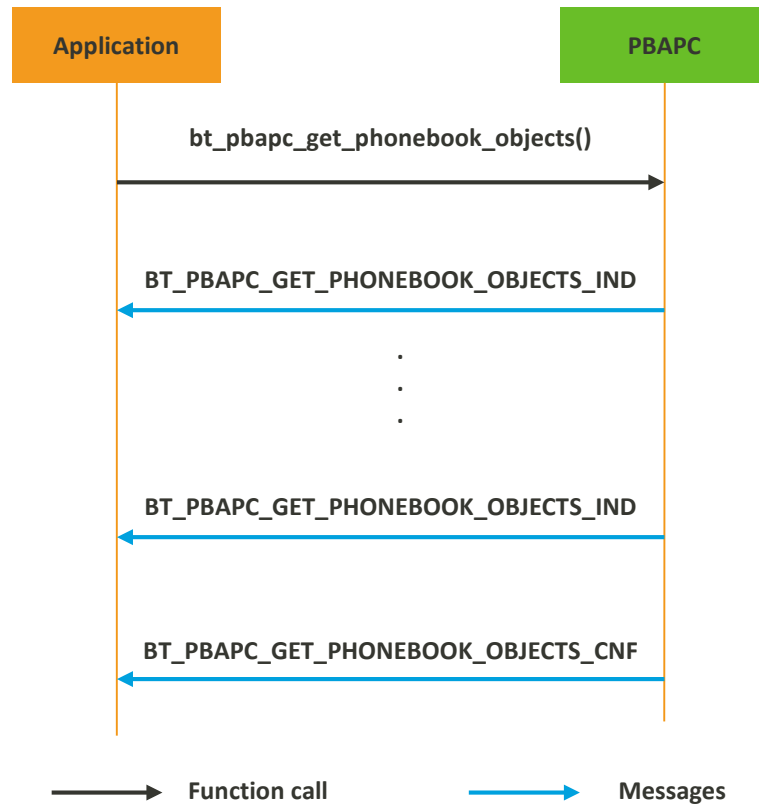 Application
PBAPC
bt_pbapc_get_phonebook_objects()
BT_PBAPC_GET_PHONEBOOK_OBJECTS_IND
.
.
.
BT_PBAPC_GET_PHONEBOOK_OBJECTS_IND
BT_PBAPC_GET_PHONEBOOK_OBJECTS_CNF
Function call
Messages